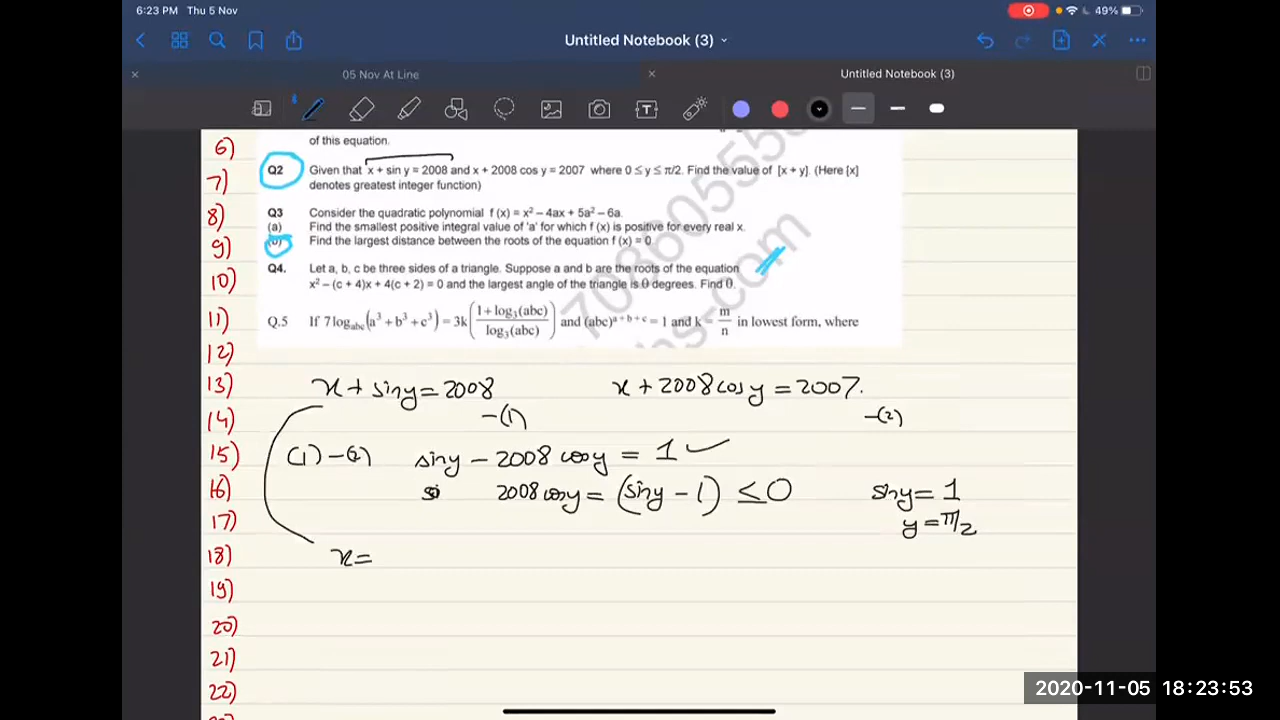 6:23 PM Thu 5 Nov
49%
Untitled Notebook (3)
05 Nov At Line
Untitled Notebook (3)
of this equation.
6)
Q2 Given that x + sin y = 2008 and x + 2008 cos y = 2007 where 0 ≤ y ≤ π/2. Find the value of [x + y]. (Here [x]
7) denotes greatest integer function)
8) Q3 Consider the quadratic polynomial f (x) = x² – 4ax + 5a² – 6a.
(a) Find the smallest positive integral value of 'a' for which f (x) is positive for every real x.
9) (b) Find the largest distance between the roots of the equation f (x) = 0.
Q4. Let a, b, c be three sides of a triangle. Suppose a and b are the roots of the equation
10) x² – (c + 4)x + 4(c + 2) = 0 and the largest angle of the triangle is θ degrees. Find θ.
11) Q.5 If 7 log_abc(a³ + b³ + c³) = 3k((1 + log₃(abc))/(log₃(abc))) and (abc)^(a + b + c) = 1 and k = m/n in lowest form, where
12)
13) x + sin y = 2008 x + 2008 cos y = 2007.
14) –(1) –(2)
15) (1) – (2) sin y – 2008 cos y = 1
16) 2008 cos y = (sin y – 1) ≤ 0 sin y = 1
17) y = π/2
18) x =
19)
20)
21)
22)
2020-11-05 18:23:53